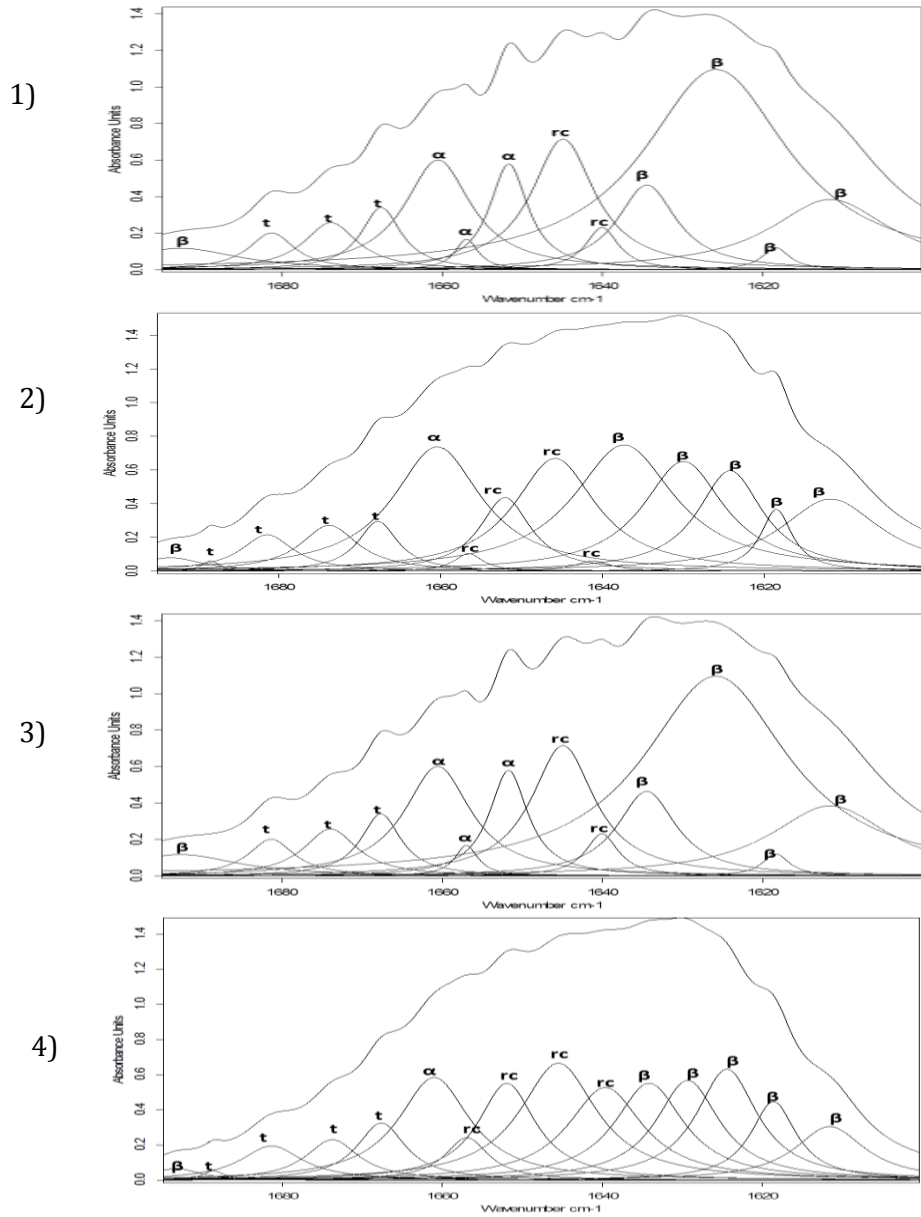 1)
Absorbance Units
0.0 0.2 0.4 0.6 0.8 1.0 1.2 1.4
β t t t α α α rc rc β β β β
1680 1660 1640 1620
Wavenumber cm-1
2)
Absorbance Units
0.0 0.2 0.4 0.6 0.8 1.0 1.2 1.4
β t t t t α rc rc rc rc β β β β β
1680 1660 1640 1620
Wavenumber cm-1
3)
Absorbance Units
0.0 0.2 0.4 0.6 0.8 1.0 1.2 1.4
β t t t α α α rc rc β β β β
1680 1660 1640 1620
Wavenumber cm-1
4)
Absorbance Units
0.0 0.2 0.4 0.6 0.8 1.0 1.2 1.4
β t t t t α rc rc rc rc β β β β β
1680 1660 1640 1620
Wavenumber cm-1